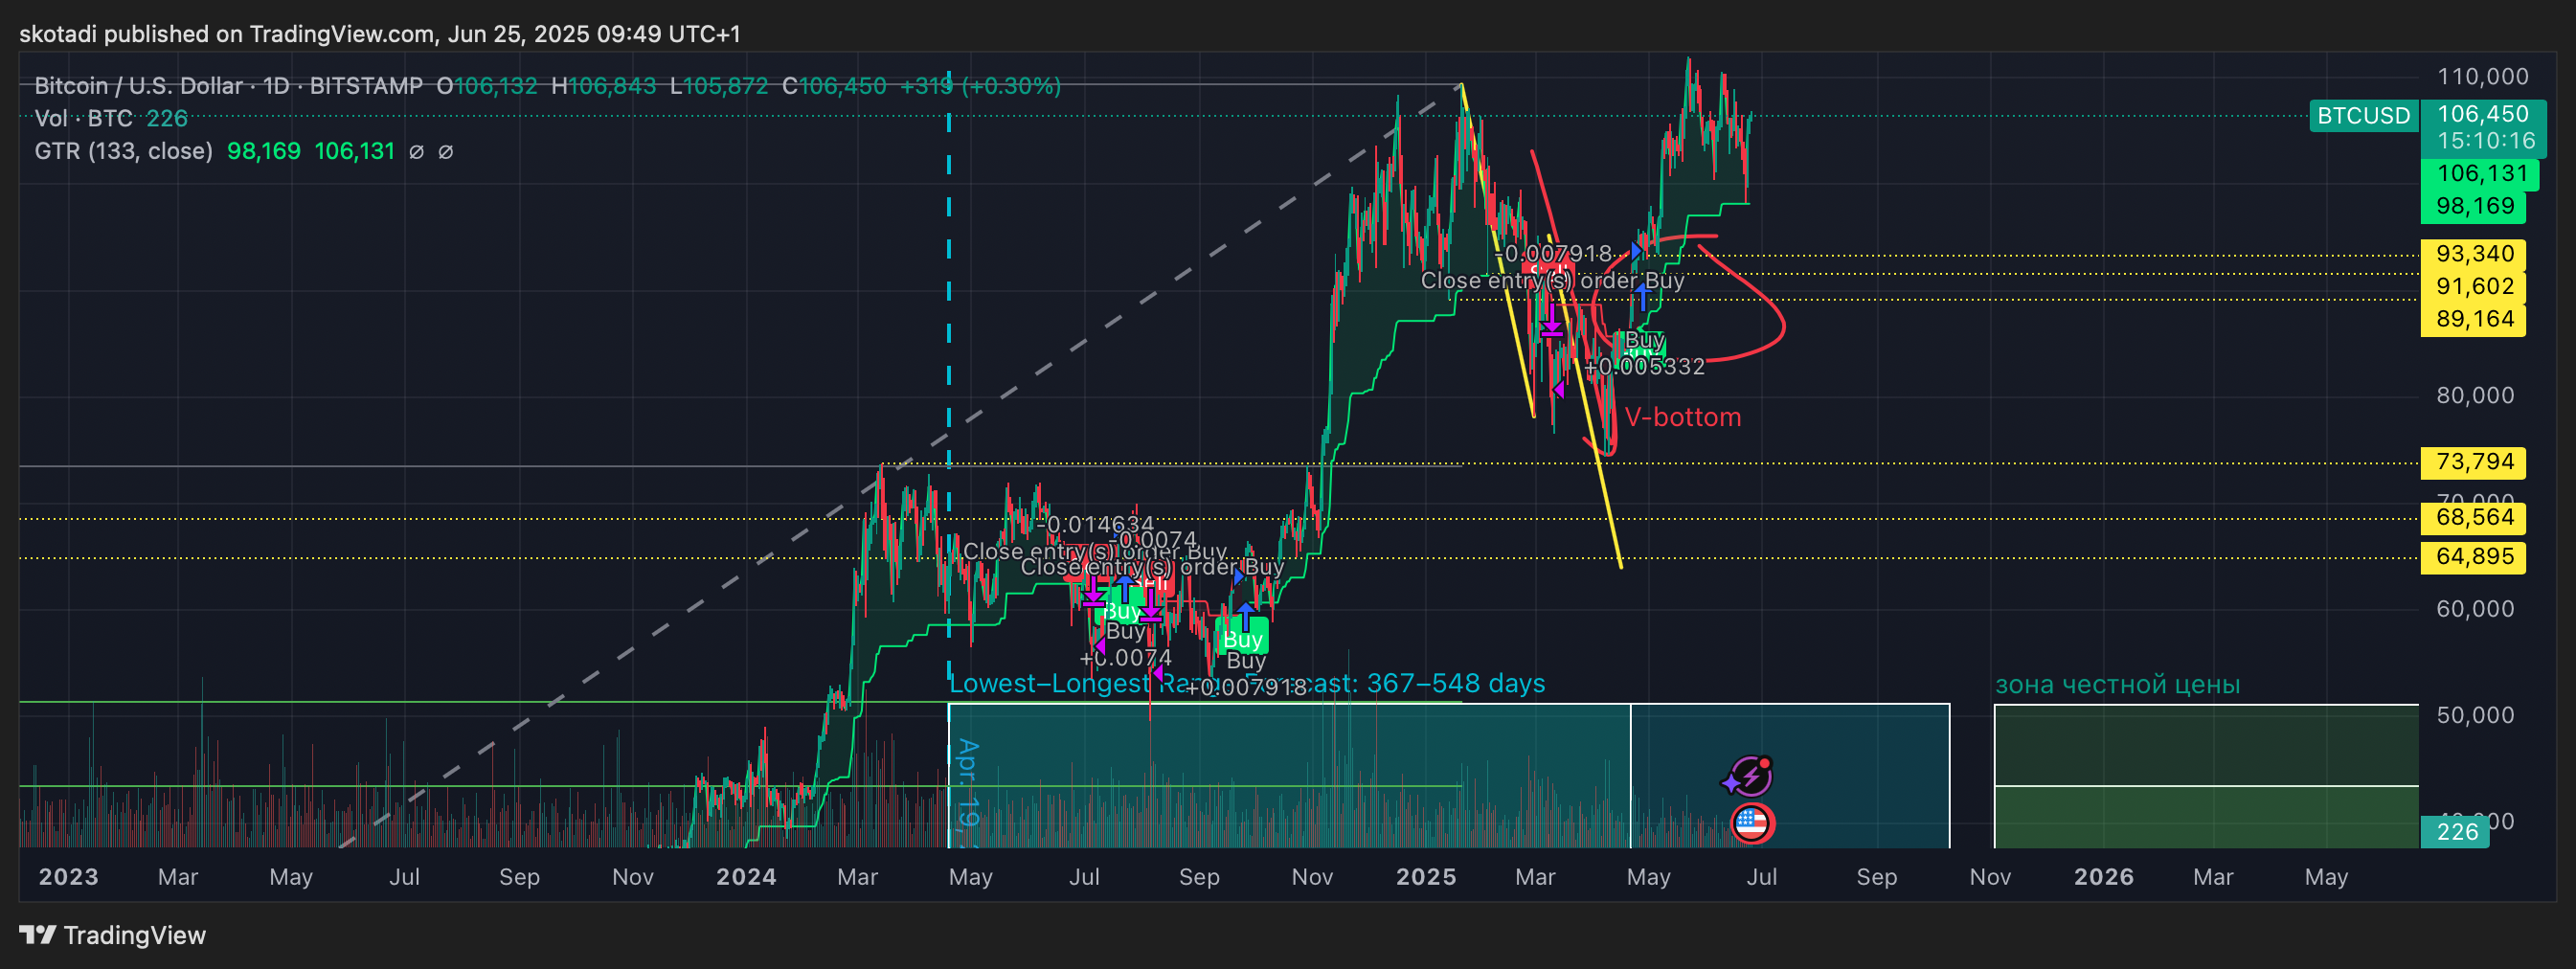 skotadi published on TradingView.com, Jun 25, 2025 09:49 UTC+1
Bitcoin / U.S. Dollar · 1D · BITSTAMP O106,132 H106,843 L105,872 C106,450 +319 (+0.30%)
Vol · BTC 226
GTR (133, close) 98,169 106,131 ∅ ∅
110,000
BTCUSD 106,450
15:10:16
106,131
98,169
93,340
91,602
89,164
80,000
73,794
70,000
68,564
64,895
60,000
50,000
226
-0.007918
Close entry(s) order Buy
Buy
+0.005332
V-bottom
-0.014634
-0.0074
Close entry(s) order Buy
Close entry(s) order Buy
Sell
Buy
Buy
+0.0074
Buy
Buy
+0.007918
Lowest–Longest Range Forecast: 367–548 days
зона честной цены
Apr. 19,
2023 Mar May Jul Sep Nov 2024 Mar May Jul Sep Nov 2025 Mar May Jul Sep Nov 2026 Mar May
TradingView